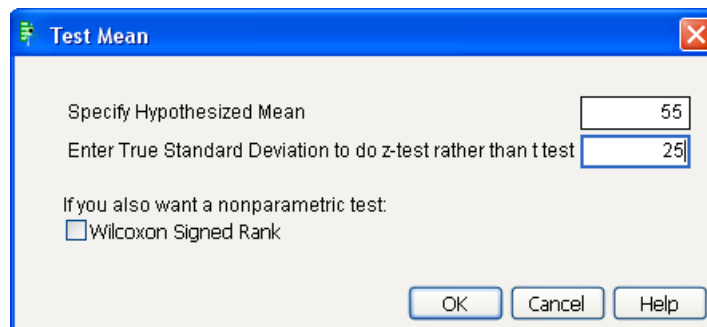 Test Mean
Specify Hypothesized Mean 55
Enter True Standard Deviation to do z-test rather than t test 25
If you also want a nonparametric test:
Wilcoxon Signed Rank
OK Cancel Help